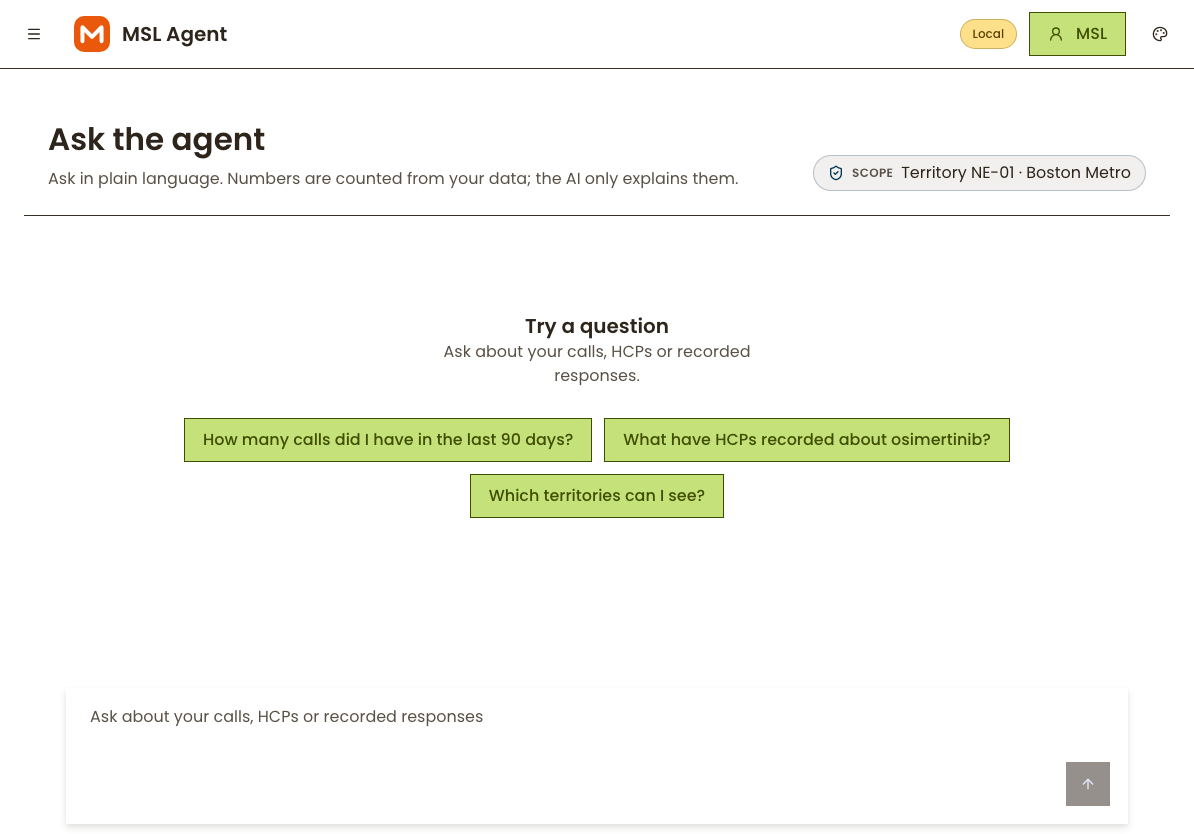 MSL Agent
Local
MSL
Ask the agent
Ask in plain language. Numbers are counted from your data; the AI only explains them.
SCOPE Territory NE-01 · Boston Metro
Try a question
Ask about your calls, HCPs or recorded
responses.
How many calls did I have in the last 90 days?
What have HCPs recorded about osimertinib?
Which territories can I see?
Ask about your calls, HCPs or recorded responses